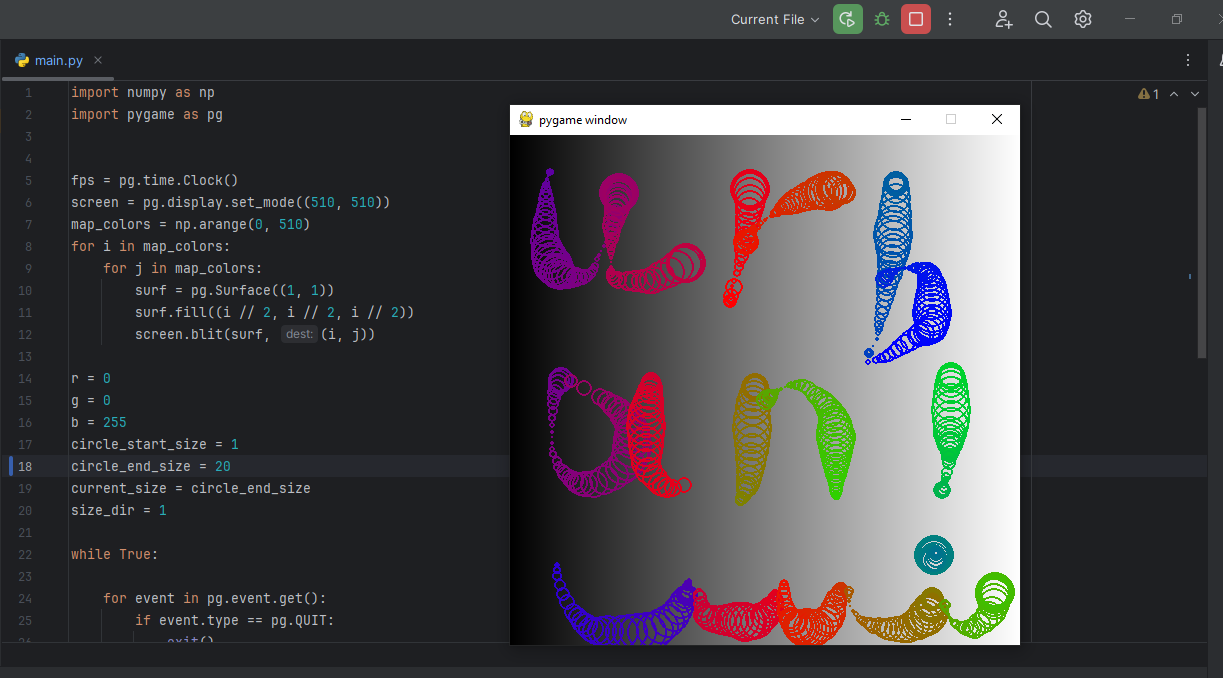 Current File
main.py
1
1 import numpy as np
2 import pygame as pg
3
4
5 fps = pg.time.Clock()
6 screen = pg.display.set_mode((510, 510))
7 map_colors = np.arange(0, 510)
8 for i in map_colors:
9 for j in map_colors:
10 surf = pg.Surface((1, 1))
11 surf.fill((i // 2, i // 2, i // 2))
12 screen.blit(surf, dest: (i, j))
13
14 r = 0
15 g = 0
16 b = 255
17 circle_start_size = 1
18 circle_end_size = 20
19 current_size = circle_end_size
20 size_dir = 1
21
22 while True:
23
24 for event in pg.event.get():
25 if event.type == pg.QUIT:
26 exit()
pygame window